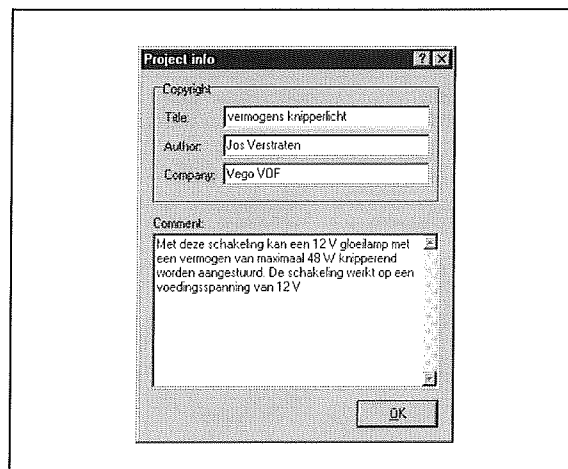 Project info
Copyright
Title: vermogens knipperlicht
Author: Jos Verstraten
Company: Vego VOF
Comment:
Met deze schakeling kan een 12 V gloeilamp met
een vermogen van maximaal 48 W knipperend
worden aangestuurd. De schakeling werkt op een
voedingsspanning van 12 V
OK